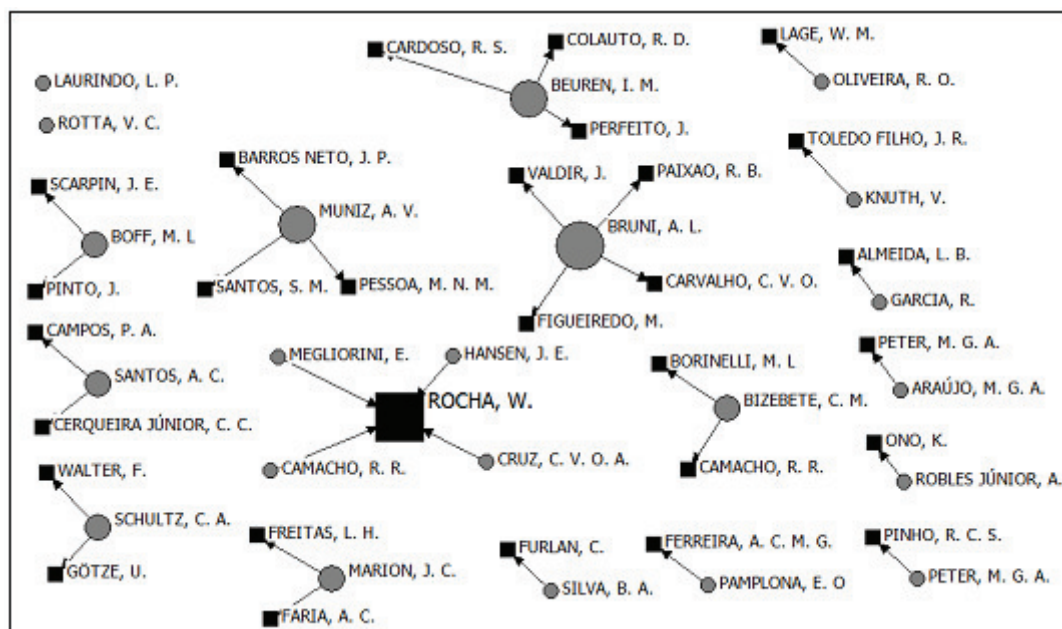 CARDOSO, R. S.
COLAUTO, R. D.
LAGE, W. M.
LAURINDO, L. P.
BEUREN, I. M.
OLIVEIRA, R. O.
ROTTA, V. C.
PERFEITO, J.
TOLEDO FILHO, J. R.
BARROS NETO, J. P.
SCARPIN, J. E.
VALDIR, J.
PAIXAO, R. B.
KNUTH, V.
MUNIZ, A. V.
BRUNI, A. L.
BOFF, M. L
ALMEIDA, L. B.
PINTO, J.
SANTOS, S. M.
PESSOA, M. N. M.
CARVALHO, C. V. O.
GARCIA, R.
FIGUEIREDO, M.
CAMPOS, P. A.
PETER, M. G. A.
MEGLIORINI, E.
HANSEN, J. E.
BORINELLI, M. L
SANTOS, A. C.
ARAÚJO, M. G. A.
ROCHA, W.
BIZEBETE, C. M.
CERQUEIRA JÚNIOR, C. C.
ONO, K.
CAMACHO, R. R.
CRUZ, C. V. O. A.
CAMACHO, R. R.
WALTER, F.
ROBLES JÚNIOR, A.
SCHULTZ, C. A.
FREITAS, L. H.
FURLAN, C.
FERREIRA, A. C. M. G.
PINHO, R. C. S.
GÖTZE, U.
MARION, J. C.
SILVA, B. A.
PAMPLONA, E. O
PETER, M. G. A.
FARIA, A. C.